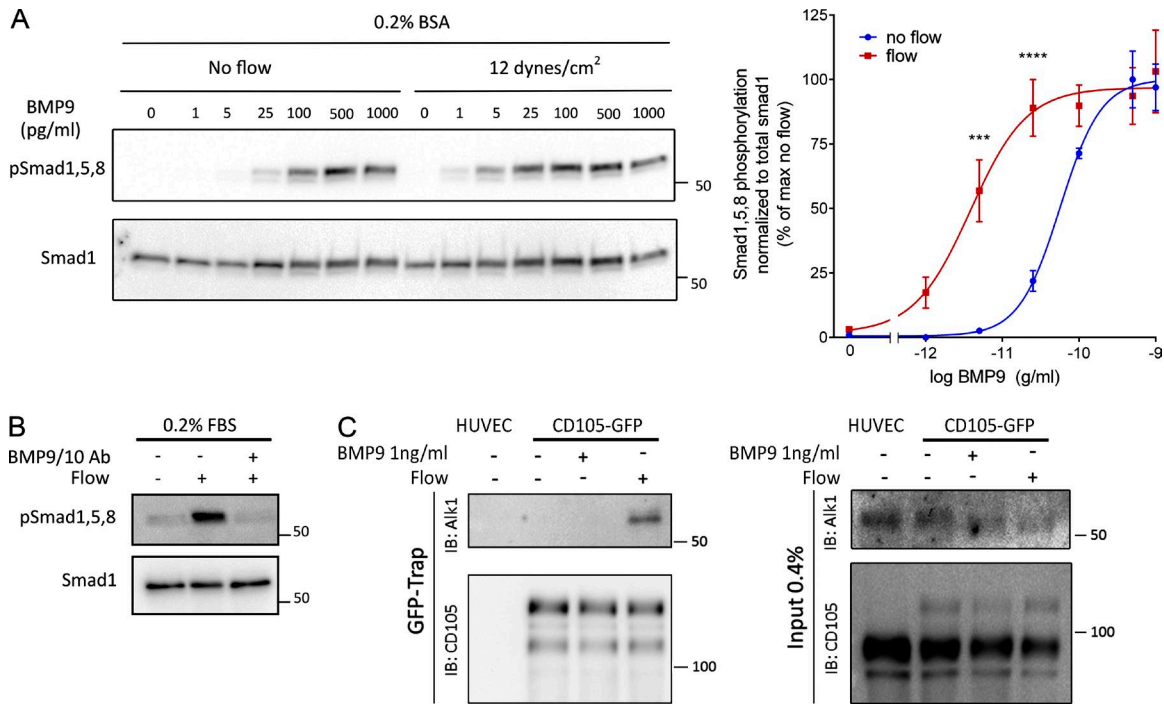 A
0.2% BSA
No flow 12 dynes/cm²
BMP9 (pg/ml) 0 1 5 25 100 500 1000 0 1 5 25 100 500 1000
pSmad1,5,8
50
Smad1
50
no flow
flow
Smad1,5,8 phosphorylation
normalized to total smad1
(% of max no flow)
125
100
75
50
25
0
*** ****
0 -12 -11 -10 -9
log BMP9 (g/ml)
B
0.2% FBS
BMP9/10 Ab - - +
Flow - + +
pSmad1,5,8
50
Smad1
50
C
HUVEC CD105-GFP
BMP9 1ng/ml - - + -
Flow - - - +
GFP-Trap
IB: Alk1
50
IB: CD105
100
HUVEC CD105-GFP
BMP9 1ng/ml - - + -
Flow - - - +
Input 0.4%
IB: Alk1
50
IB: CD105
100